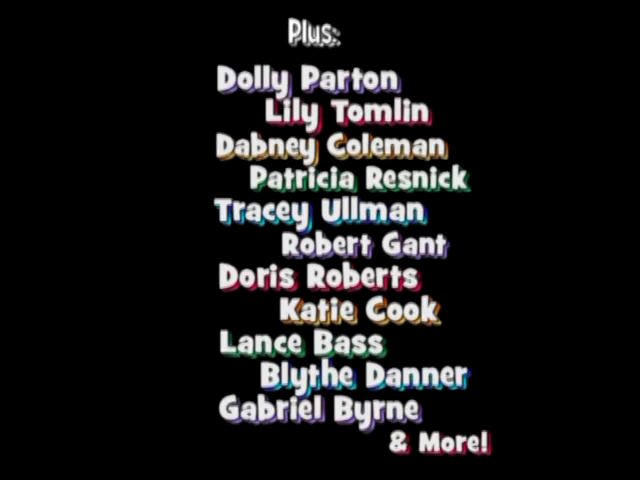 Plus:
Dolly Parton
Lily Tomlin
Dabney Coleman
Patricia Resnick
Tracey Ullman
Robert Gant
Doris Roberts
Katie Cook
Lance Bass
Blythe Danner
Gabriel Byrne
& More!